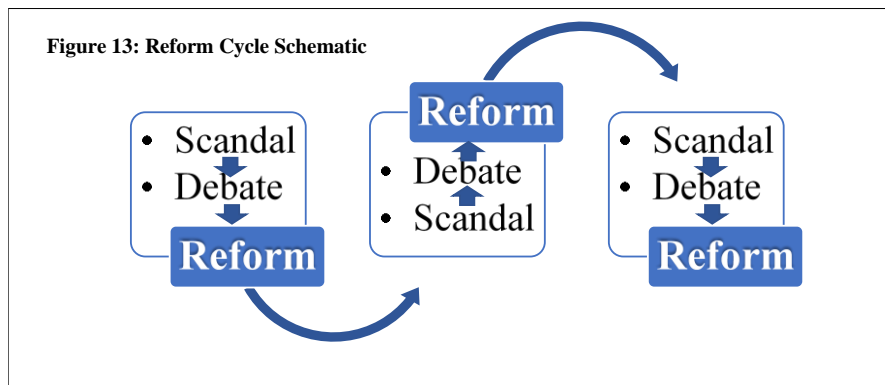 Figure 13: Reform Cycle Schematic
• Scandal
• Debate
Reform
Reform
• Debate
• Scandal
• Scandal
• Debate
Reform